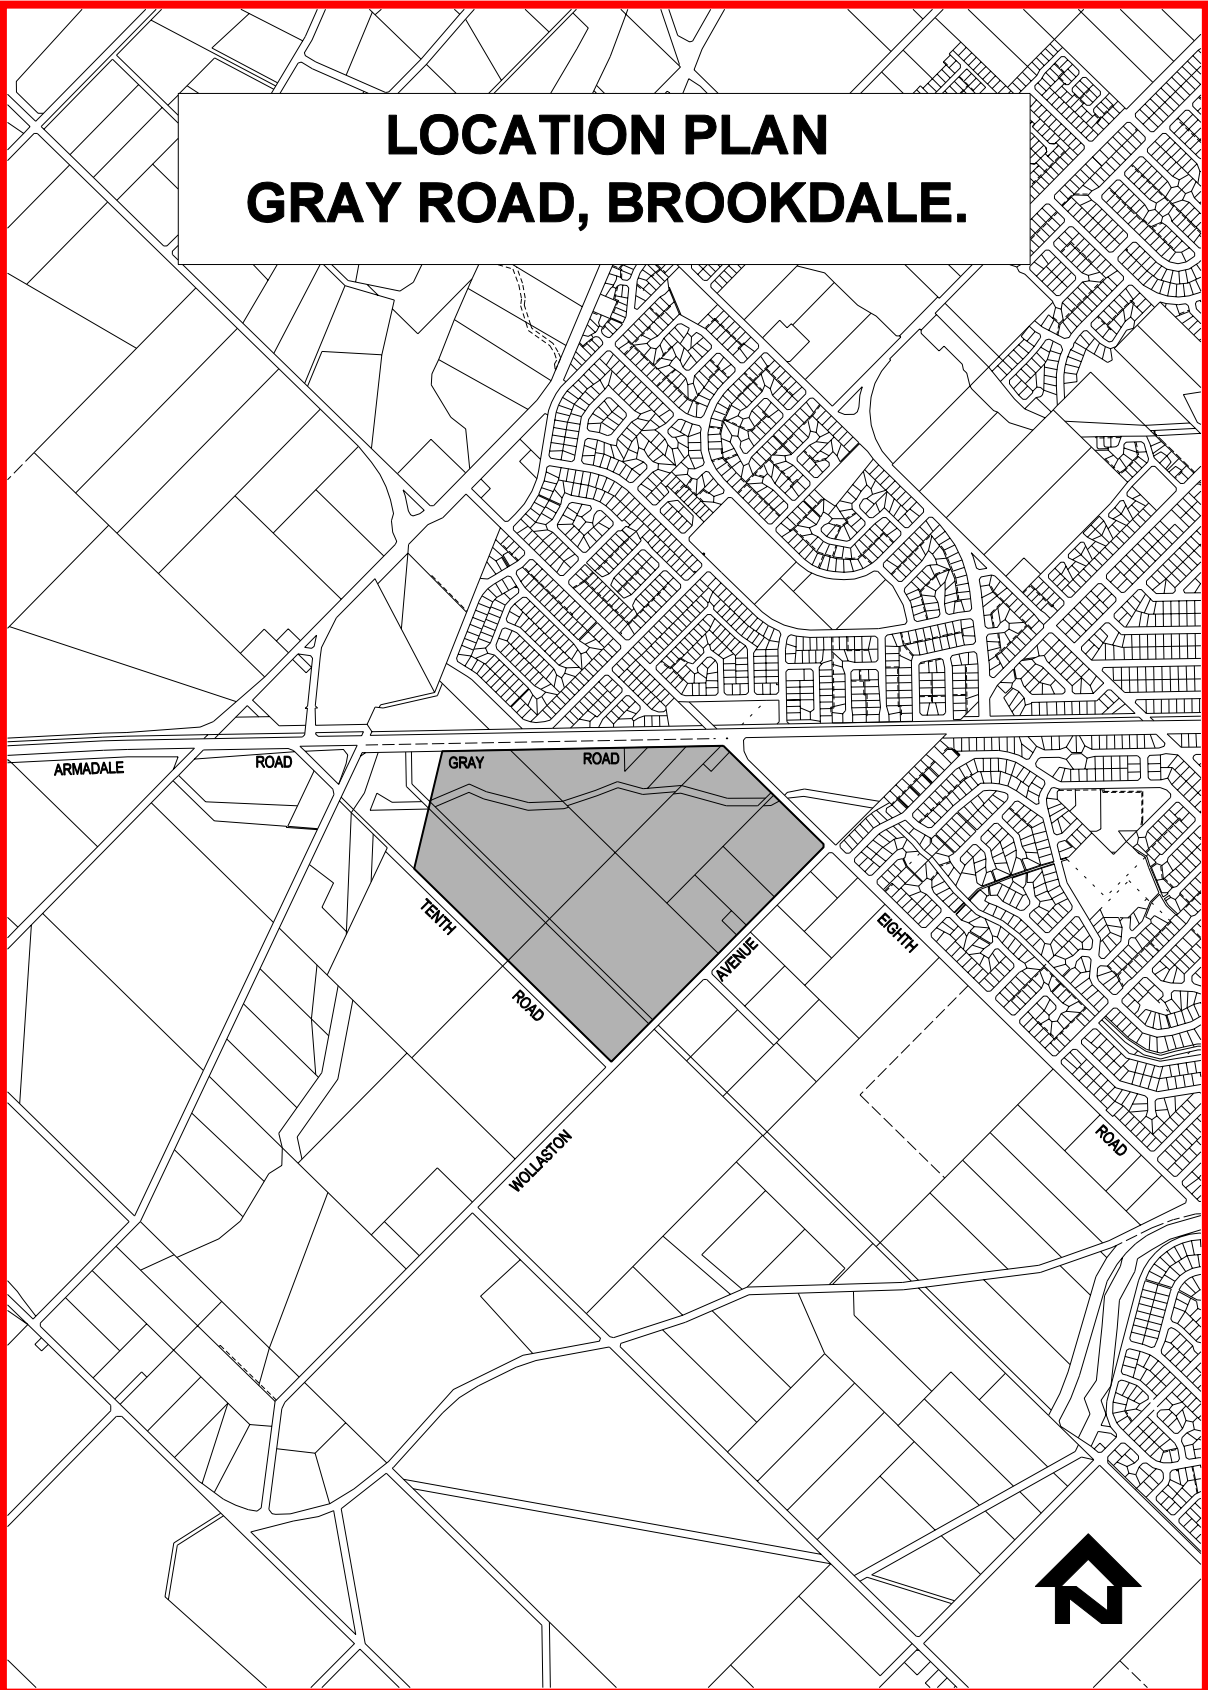 LOCATION PLAN
GRAY ROAD, BROOKDALE.
ARMADALE
ROAD
GRAY
ROAD
TENTH
ROAD
AVENUE
EIGHTH
WOLLASTON
ROAD
N